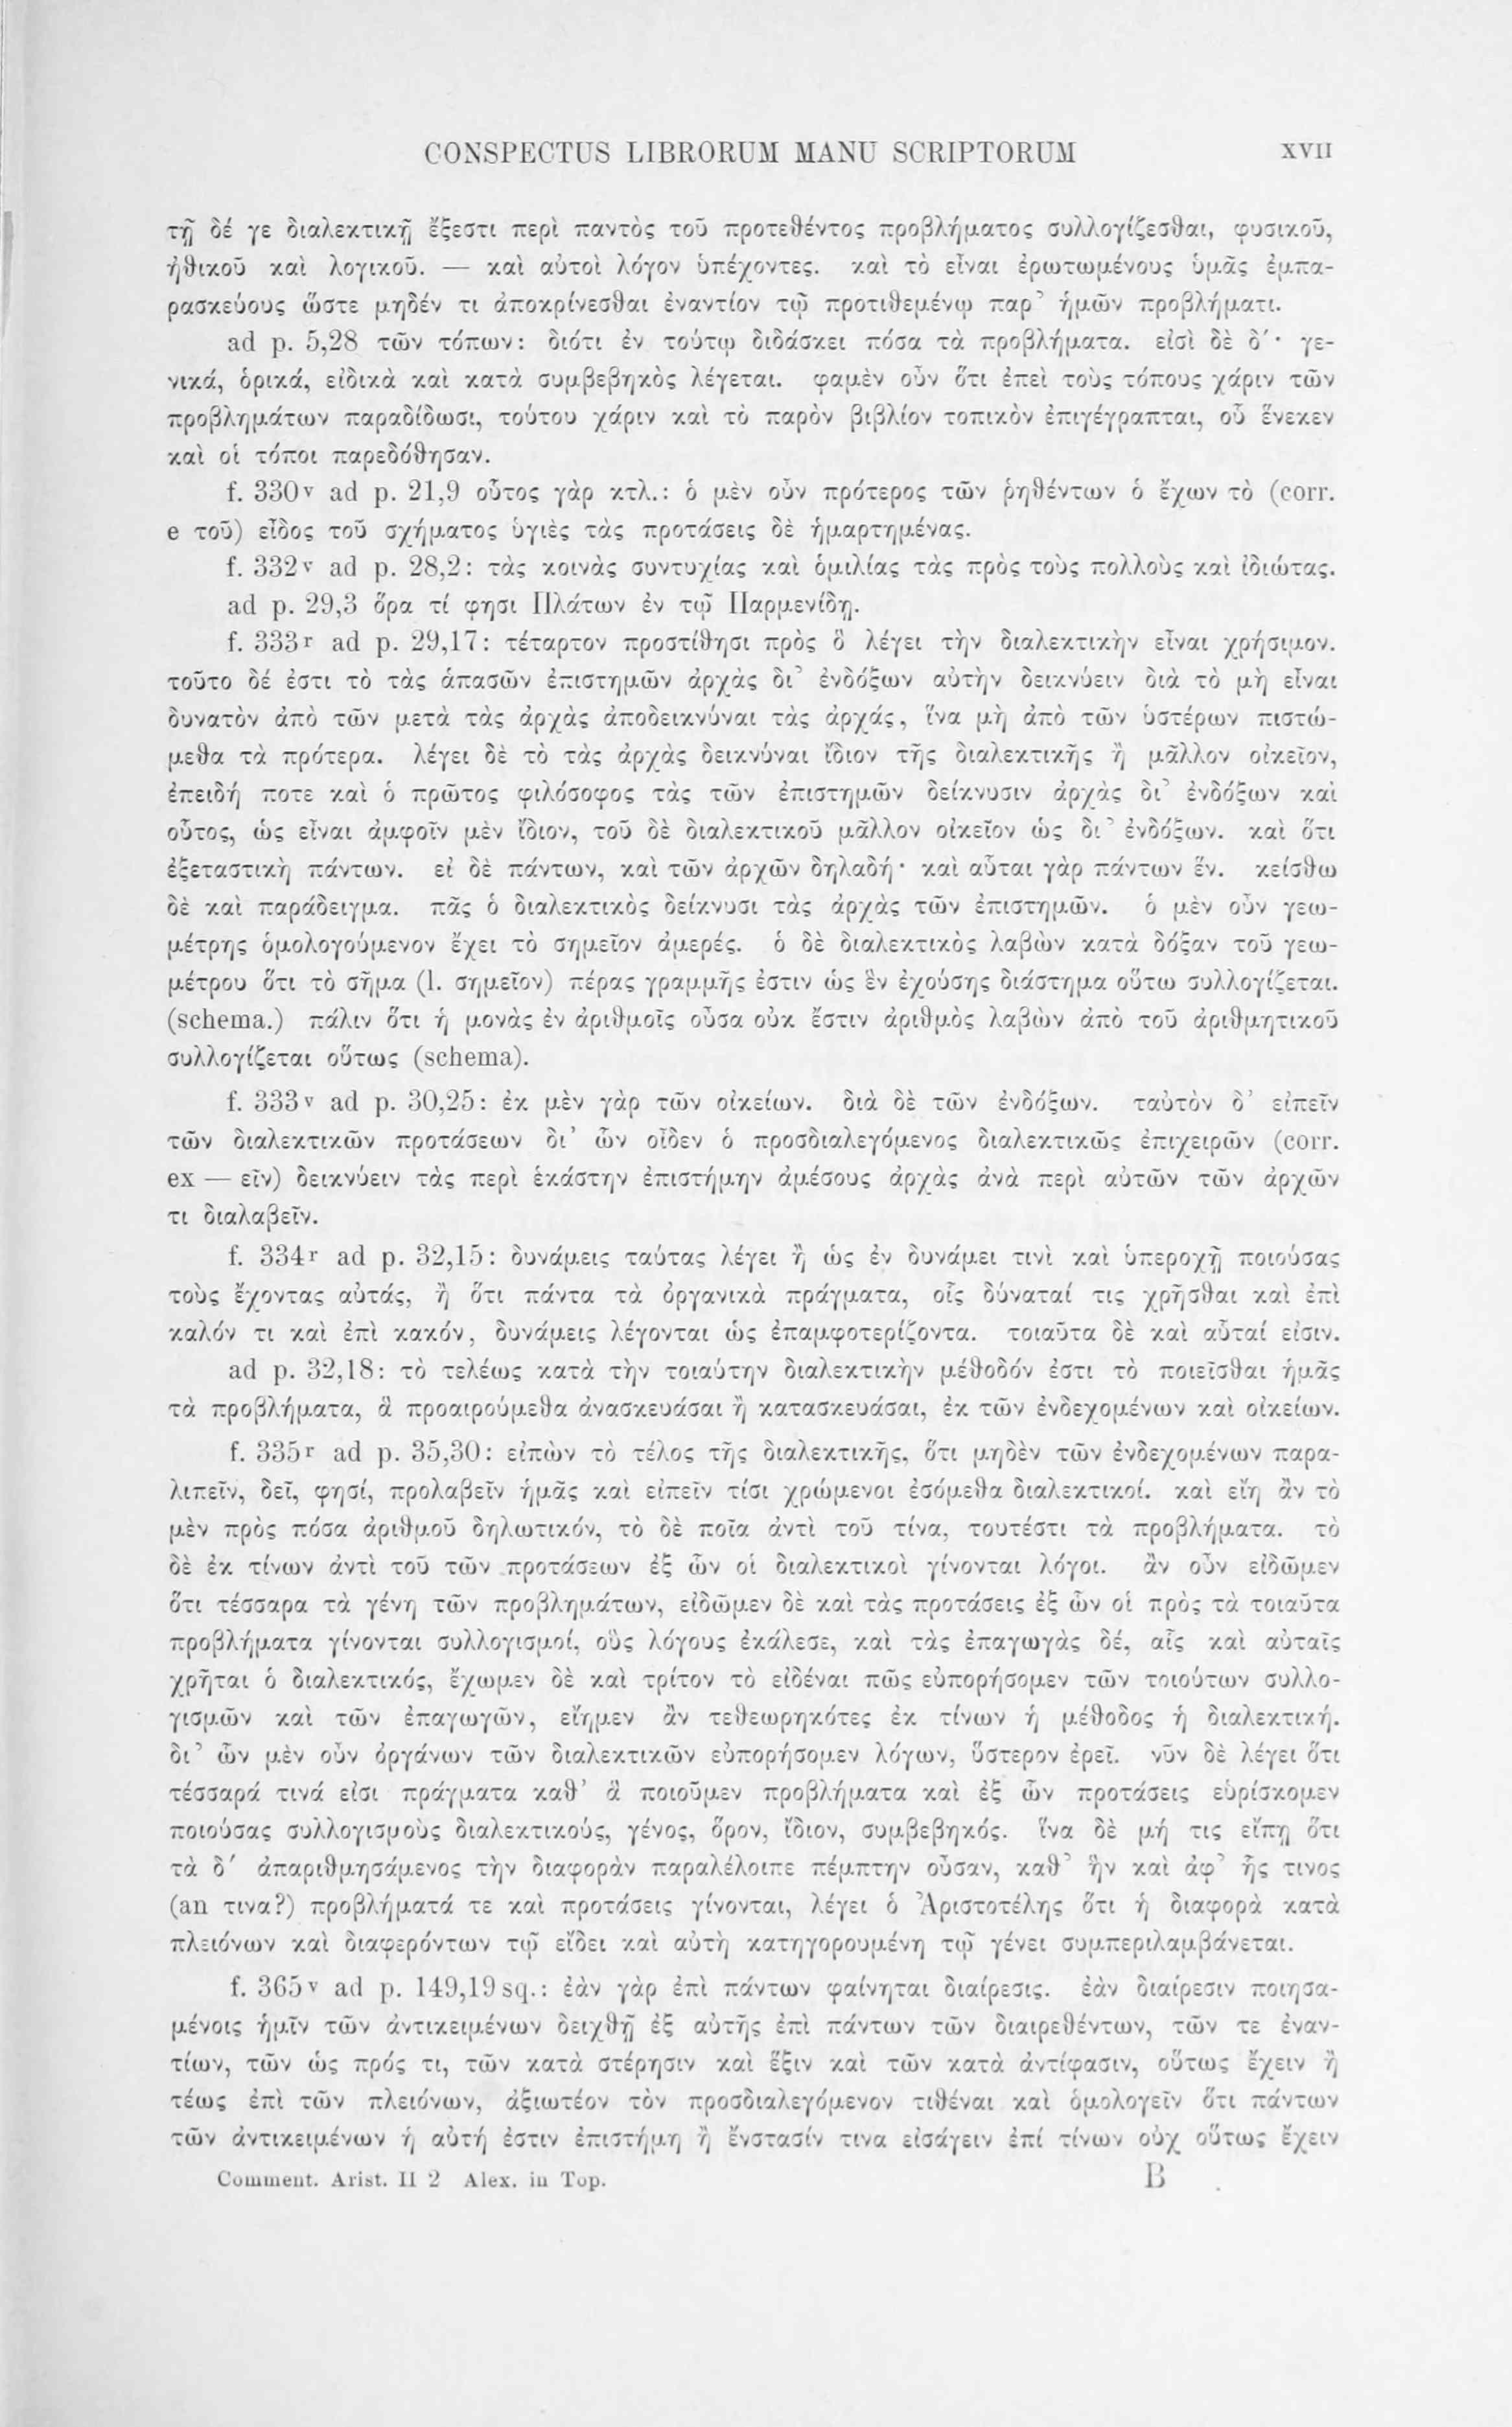 CONSPECTUS LIBRORUM MANU SCRIPTORUM XVII
τῇ δέ γε διαλεκτικῇ ἔξεστι περὶ παντὸς τοῦ προτεθέντος προβλήματος συλλογίζεσθαι, φυσικοῦ,
ἠθικοῦ καὶ λογικοῦ. — καὶ αὐτοὶ λόγον ὑπέχοντες. καὶ τὸ εἶναι ἐρωτωμένους ὑμᾶς ἐμπα-
ρασκεύους ὥστε μηδέν τι ἀποκρίνεσθαι ἐναντίον τῷ προτιθεμένῳ παρ᾽ ἡμῶν προβλήματι.
ad p. 5,28 τῶν τόπων: διότι ἐν τούτῳ διδάσκει πόσα τὰ προβλήματα. εἰσὶ δὲ δ΄· γε-
νικά, ὁρικά, εἰδικὰ καὶ κατὰ συμβεβηκὸς λέγεται. φαμὲν οὖν ὅτι ἐπεὶ τοὺς τόπους χάριν τῶν
προβλημάτων παραδίδωσι, τούτου χάριν καὶ τὸ παρὸν βιβλίον τοπικὸν ἐπιγέγραπται, οὗ ἕνεκεν
καὶ οἱ τόποι παρεδόθησαν.
f. 330v ad p. 21,9 οὗτος γὰρ κτλ.: ὁ μὲν οὖν πρότερος τῶν ῥηθέντων ὁ ἔχων τὸ (corr.
e τοῦ) εἶδος τοῦ σχήματος ὑγιὲς τὰς προτάσεις δὲ ἡμαρτημένας.
f. 332v ad p. 28,2: τὰς κοινὰς συντυχίας καὶ ὁμιλίας τὰς πρὸς τοὺς πολλοὺς καὶ ἰδιώτας.
ad p. 29,3 ὅρα τί φησι Πλάτων ἐν τῷ Παρμενίδῃ.
f. 333r ad p. 29,17: τέταρτον προστίθησι πρὸς ὃ λέγει τὴν διαλεκτικὴν εἶναι χρήσιμον.
τοῦτο δέ ἐστι τὸ τὰς ἁπασῶν ἐπιστημῶν ἀρχὰς δι᾽ ἐνδόξων αὐτὴν δεικνύειν διὰ τὸ μὴ εἶναι
δυνατὸν ἀπὸ τῶν μετὰ τὰς ἀρχὰς ἀποδεικνύναι τὰς ἀρχάς, ἵνα μὴ ἀπὸ τῶν ὑστέρων πιστώ-
μεθα τὰ πρότερα. λέγει δὲ τὸ τὰς ἀρχὰς δεικνύναι ἴδιον τῆς διαλεκτικῆς ἢ μᾶλλον οἰκεῖον,
ἐπειδή ποτε καὶ ὁ πρῶτος φιλόσοφος τὰς τῶν ἐπιστημῶν δείκνυσιν ἀρχὰς δι᾽ ἐνδόξων καὶ
οὗτος, ὡς εἶναι ἀμφοῖν μὲν ἴδιον, τοῦ δὲ διαλεκτικοῦ μᾶλλον οἰκεῖον ὡς δι᾽ ἐνδόξων. καὶ ὅτι
ἐξεταστικὴ πάντων. εἰ δὲ πάντων, καὶ τῶν ἀρχῶν δηλαδή· καὶ αὗται γὰρ πάντων ἕν. κείσθω
δὲ καὶ παράδειγμα. πᾶς ὁ διαλεκτικὸς δείκνυσι τὰς ἀρχὰς τῶν ἐπιστημῶν. ὁ μὲν οὖν γεω-
μέτρης ὁμολογούμενον ἔχει τὸ σημεῖον ἀμερές. ὁ δὲ διαλεκτικὸς λαβὼν κατὰ δόξαν τοῦ γεω-
μέτρου ὅτι τὸ σῆμα (l. σημεῖον) πέρας γραμμῆς ἐστιν ὡς ἓν ἐχούσης διάστημα οὕτω συλλογίζεται.
(schema.) πάλιν ὅτι ἡ μονὰς ἐν ἀριθμοῖς οὖσα οὐκ ἔστιν ἀριθμὸς λαβὼν ἀπὸ τοῦ ἀριθμητικοῦ
συλλογίζεται οὕτως (schema).
f. 333v ad p. 30,25: ἐκ μὲν γὰρ τῶν οἰκείων. διὰ δὲ τῶν ἐνδόξων. ταὐτὸν δ᾽ εἰπεῖν
τῶν διαλεκτικῶν προτάσεων δι᾽ ὧν οἶδεν ὁ προσδιαλεγόμενος διαλεκτικῶς ἐπιχειρῶν (corr.
ex — εῖν) δεικνύειν τὰς περὶ ἑκάστην ἐπιστήμην ἀμέσους ἀρχὰς ἀνὰ περὶ αὐτῶν τῶν ἀρχῶν
τι διαλαβεῖν.
f. 334r ad p. 32,15: δυνάμεις ταύτας λέγει ἢ ὡς ἐν δυνάμει τινὶ καὶ ὑπεροχῇ ποιούσας
τοὺς ἔχοντας αὐτάς, ἢ ὅτι πάντα τὰ ὀργανικὰ πράγματα, οἷς δύναταί τις χρῆσθαι καὶ ἐπὶ
καλόν τι καὶ ἐπὶ κακόν, δυνάμεις λέγονται ὡς ἐπαμφοτερίζοντα. τοιαῦτα δὲ καὶ αὗταί εἰσιν.
ad p. 32,18: τὸ τελέως κατὰ τὴν τοιαύτην διαλεκτικὴν μέθοδόν ἐστι τὸ ποιεῖσθαι ἡμᾶς
τὰ προβλήματα, ἃ προαιρούμεθα ἀνασκευάσαι ἢ κατασκευάσαι, ἐκ τῶν ἐνδεχομένων καὶ οἰκείων.
f. 335r ad p. 35,30: εἰπὼν τὸ τέλος τῆς διαλεκτικῆς, ὅτι μηδὲν τῶν ἐνδεχομένων παρα-
λιπεῖν, δεῖ, φησί, προλαβεῖν ἡμᾶς καὶ εἰπεῖν τίσι χρώμενοι ἐσόμεθα διαλεκτικοί. καὶ εἴη ἂν τὸ
μὲν πρὸς πόσα ἀριθμοῦ δηλωτικόν, τὸ δὲ ποῖα ἀντὶ τοῦ τίνα, τουτέστι τὰ προβλήματα. τὸ
δὲ ἐκ τίνων ἀντὶ τοῦ τῶν προτάσεων ἐξ ὧν οἱ διαλεκτικοὶ γίνονται λόγοι. ἂν οὖν εἰδῶμεν
ὅτι τέσσαρα τὰ γένη τῶν προβλημάτων, εἰδῶμεν δὲ καὶ τὰς προτάσεις ἐξ ὧν οἱ πρὸς τὰ τοιαῦτα
προβλήματα γίνονται συλλογισμοί, οὓς λόγους ἐκάλεσε, καὶ τὰς ἐπαγωγὰς δέ, αἷς καὶ αὐταῖς
χρῆται ὁ διαλεκτικός, ἔχωμεν δὲ καὶ τρίτον τὸ εἰδέναι πῶς εὐπορήσομεν τῶν τοιούτων συλλο-
γισμῶν καὶ τῶν ἐπαγωγῶν, εἴημεν ἂν τεθεωρηκότες ἐκ τίνων ἡ μέθοδος ἡ διαλεκτική.
δι᾽ ὧν μὲν οὖν ὀργάνων τῶν διαλεκτικῶν εὐπορήσομεν λόγων, ὕστερον ἐρεῖ. νῦν δὲ λέγει ὅτι
τέσσαρά τινά εἰσι πράγματα καθ᾽ ἃ ποιοῦμεν προβλήματα καὶ ἐξ ὧν προτάσεις εὑρίσκομεν
ποιούσας συλλογισμοὺς διαλεκτικούς, γένος, ὅρον, ἴδιον, συμβεβηκός. ἵνα δὲ μή τις εἴπῃ ὅτι
τὰ δ΄ ἀπαριθμησάμενος τὴν διαφορὰν παραλέλοιπε πέμπτην οὖσαν, καθ᾽ ἣν καὶ ἀφ᾽ ἧς τινος
(an τινα?) προβλήματά τε καὶ προτάσεις γίνονται, λέγει ὁ Ἀριστοτέλης ὅτι ἡ διαφορὰ κατὰ
πλειόνων καὶ διαφερόντων τῷ εἴδει καὶ αὐτὴ κατηγορουμένη τῷ γένει συμπεριλαμβάνεται.
f. 365v ad p. 149,19 sq.: ἐὰν γὰρ ἐπὶ πάντων φαίνηται διαίρεσις. ἐὰν διαίρεσιν ποιησα-
μένοις ἡμῖν τῶν ἀντικειμένων δειχθῇ ἐξ αὐτῆς ἐπὶ πάντων τῶν διαιρεθέντων, τῶν τε ἐναν-
τίων, τῶν ὡς πρός τι, τῶν κατὰ στέρησιν καὶ ἕξιν καὶ τῶν κατὰ ἀντίφασιν, οὕτως ἔχειν ἢ
τέως ἐπὶ τῶν πλειόνων, ἀξιωτέον τὸν προσδιαλεγόμενον τιθέναι καὶ ὁμολογεῖν ὅτι πάντων
τῶν ἀντικειμένων ἡ αὐτή ἐστιν ἐπιστήμη ἢ ἔνστασίν τινα εἰσάγειν ἐπί τίνων οὐχ οὕτως ἔχειν
Comment. Arist. II 2 Alex. in Top. B